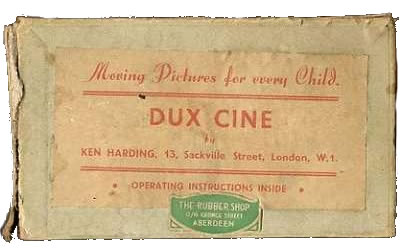 Moving Pictures for every Child.
DUX CINE
by
KEN HARDING, 13, Sackville Street, London, W.1.
• OPERATING INSTRUCTIONS INSIDE •
THE RUBBER SHOP
GEORGE STREET
ABERDEEN